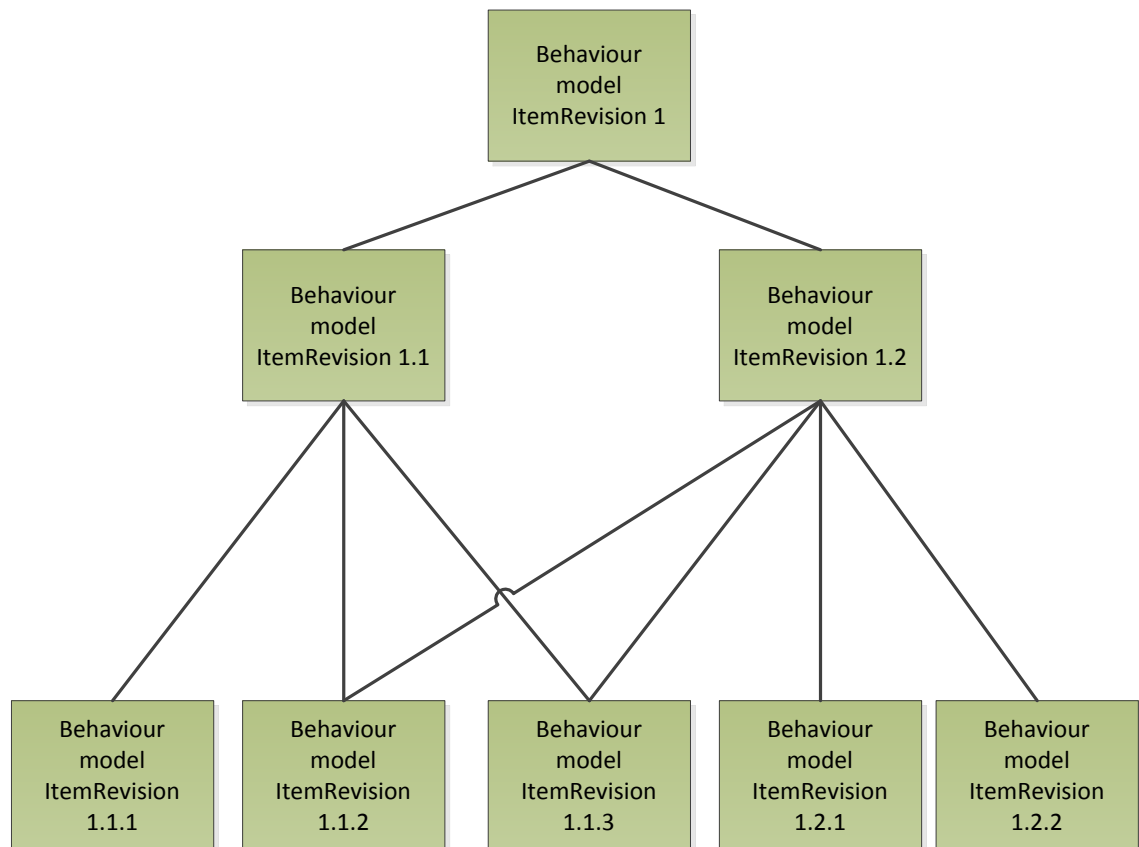 Behaviour
model
ItemRevision 1
Behaviour
model
ItemRevision 1.1
Behaviour
model
ItemRevision 1.2
Behaviour
model
ItemRevision
1.1.1
Behaviour
model
ItemRevision
1.1.2
Behaviour
model
ItemRevision
1.1.3
Behaviour
model
ItemRevision
1.2.1
Behaviour
model
ItemRevision
1.2.2